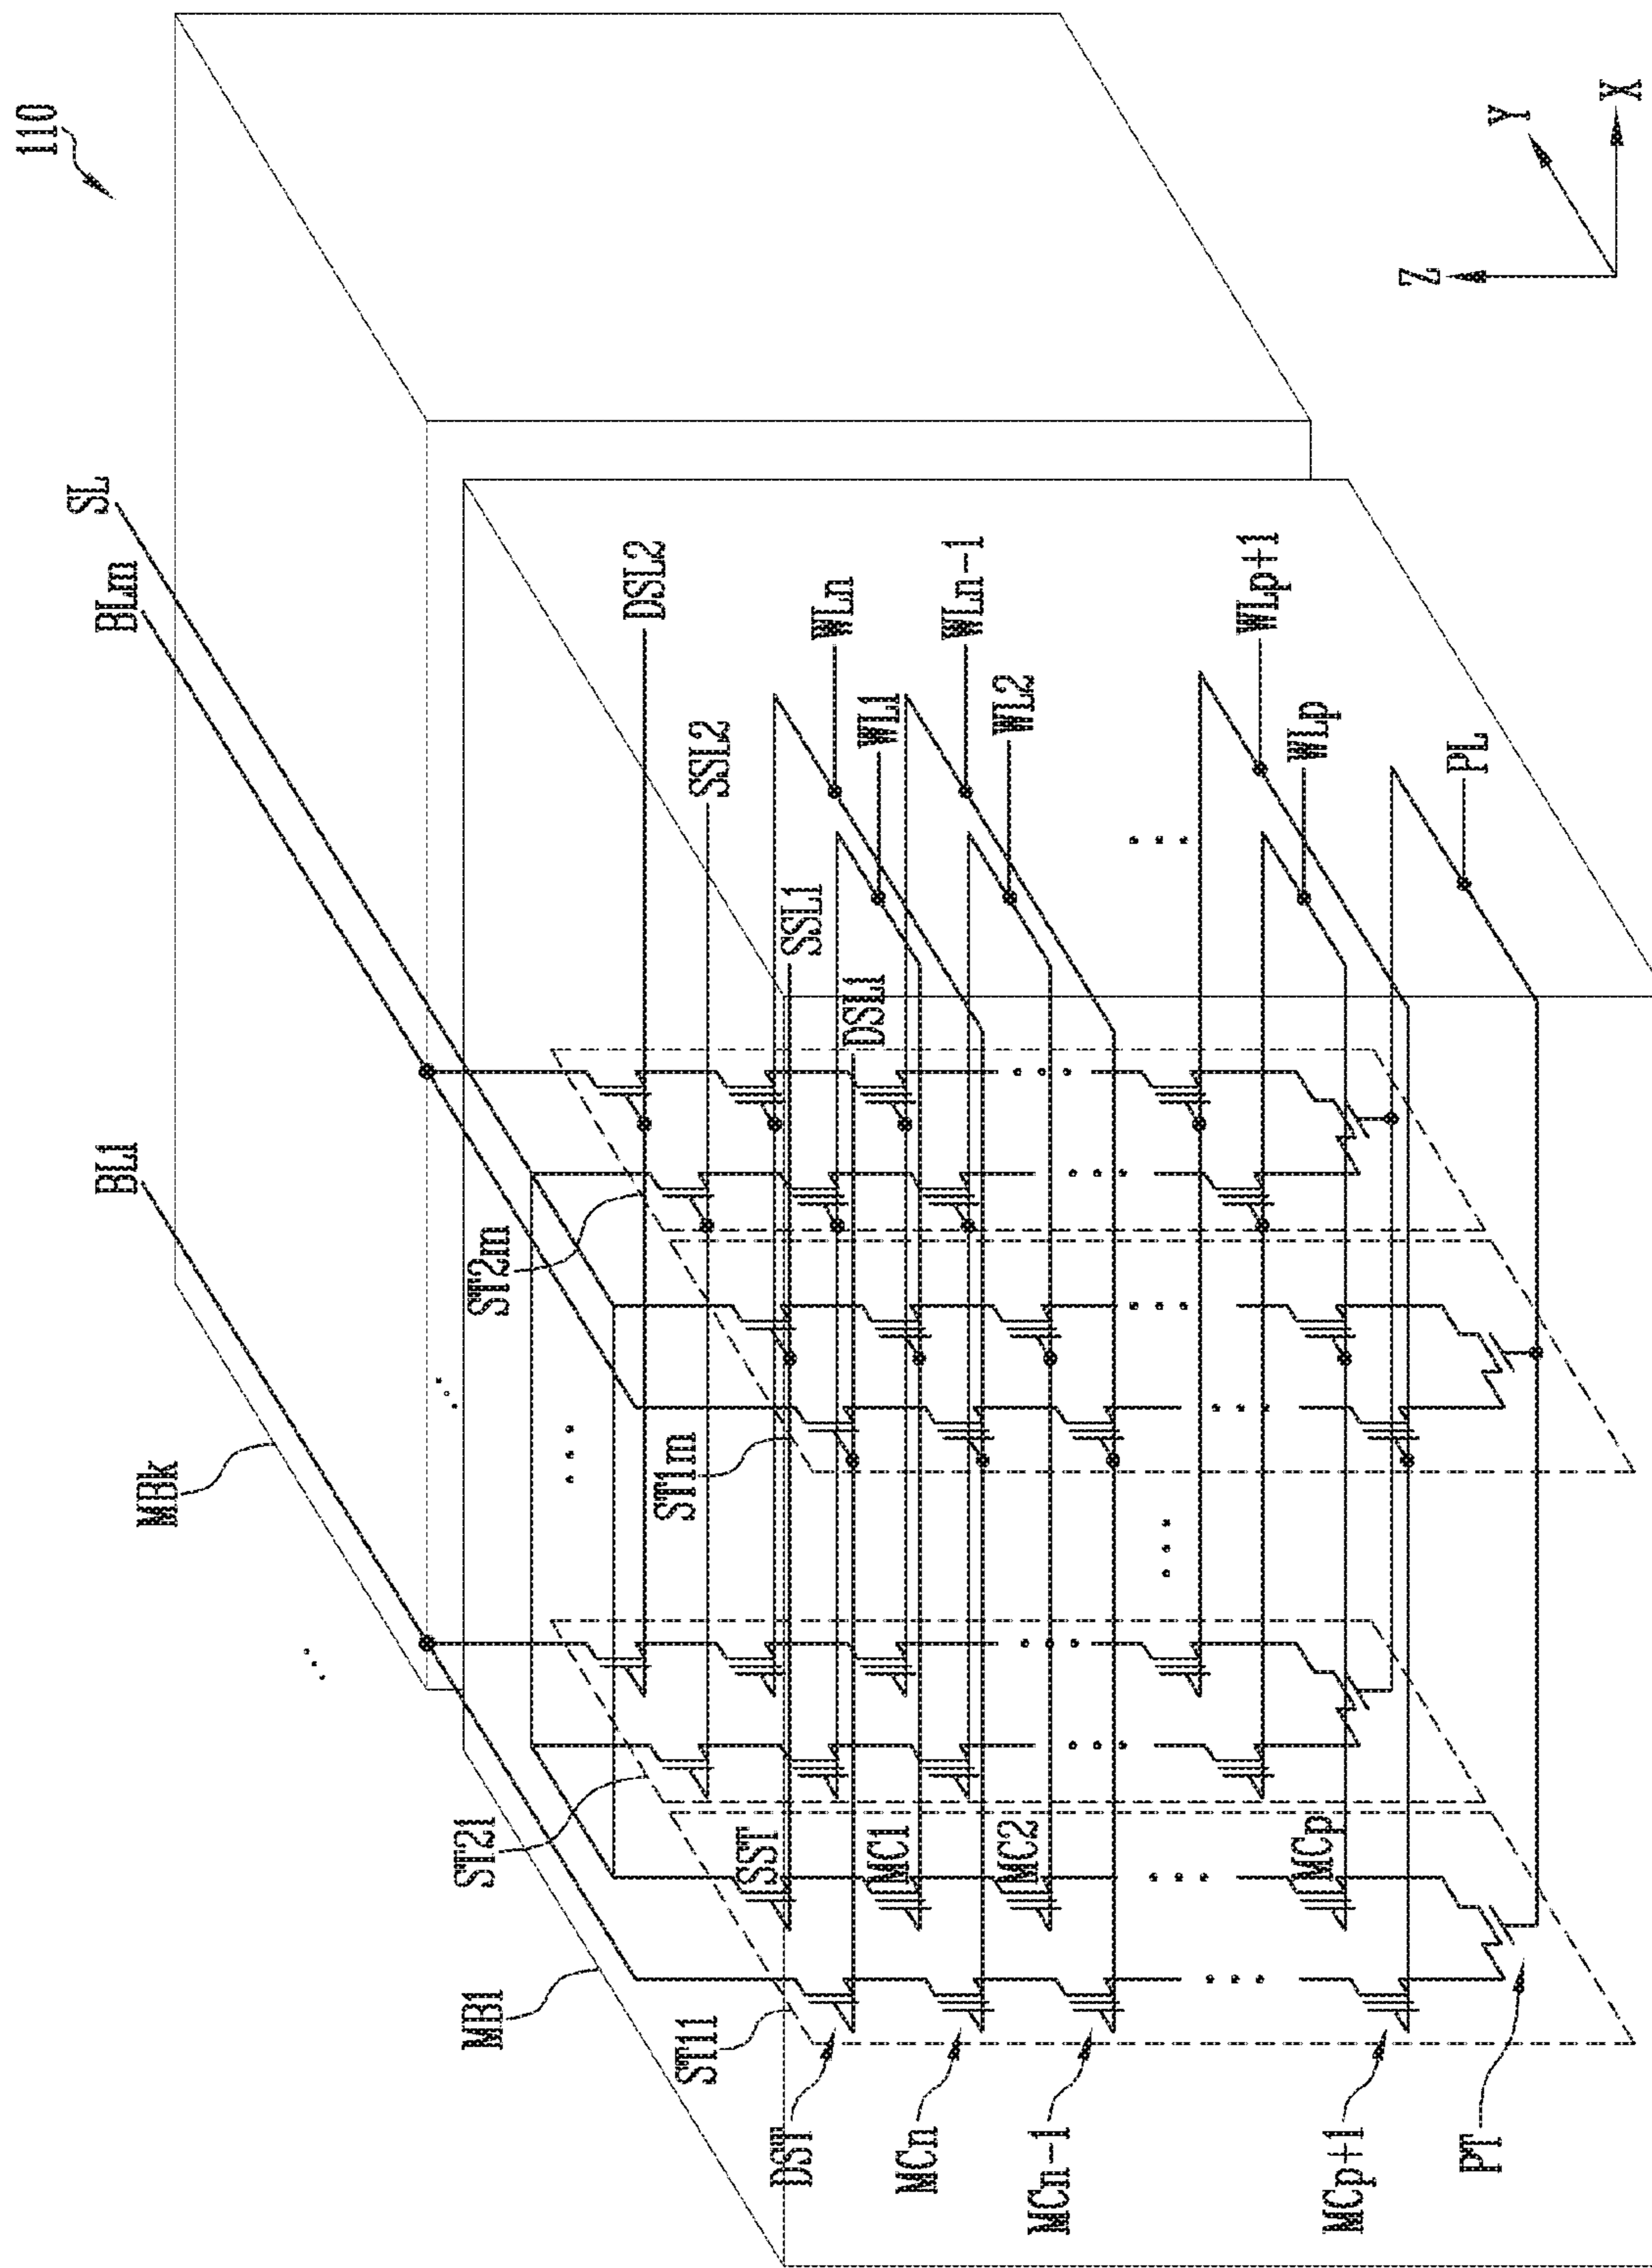 110
SL
BLm
BL1
MBk
MB1
DSL2
SSL2
WLn
WL1
WLn-1
WL2
WLp+1
WLp
PL
SSL1
DSL1
ST2m
ST1m
ST21
ST11
SST
MC1
MC2
MCp
DST
MCn
MCn-1
MCp+1
PT
Z
Y
X